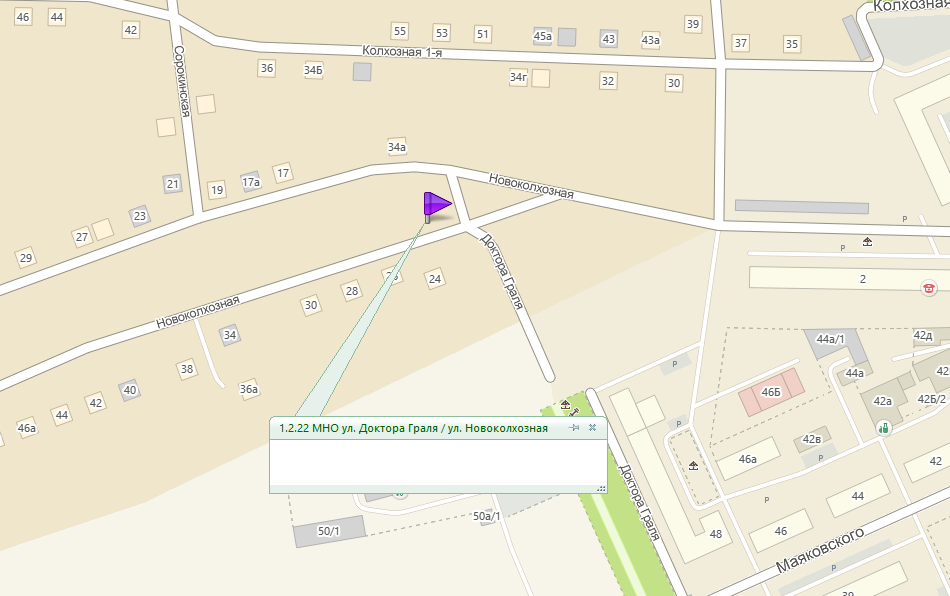 46
44
42
55
53
51
45а
43
43а
39
37
35
Колхозная
Колхозная 1-я
36
34Б
34г
32
30
Сорокинская
34а
21
19
17а
17
23
27
29
Новоколхозная
Доктора Граля
24
28
30
34
Новоколхозная
38
36а
40
42
44
46а
P
P
2
44а/1
42д
44а
42
42Б/2
42а
46Б
42в
46а
P
P
P
P
44
42
46
48
Маяковского
P
39
Доктора Граля
1.2.22 МНО ул. Доктора Граля / ул. Новоколхозная
50/1
50а/1